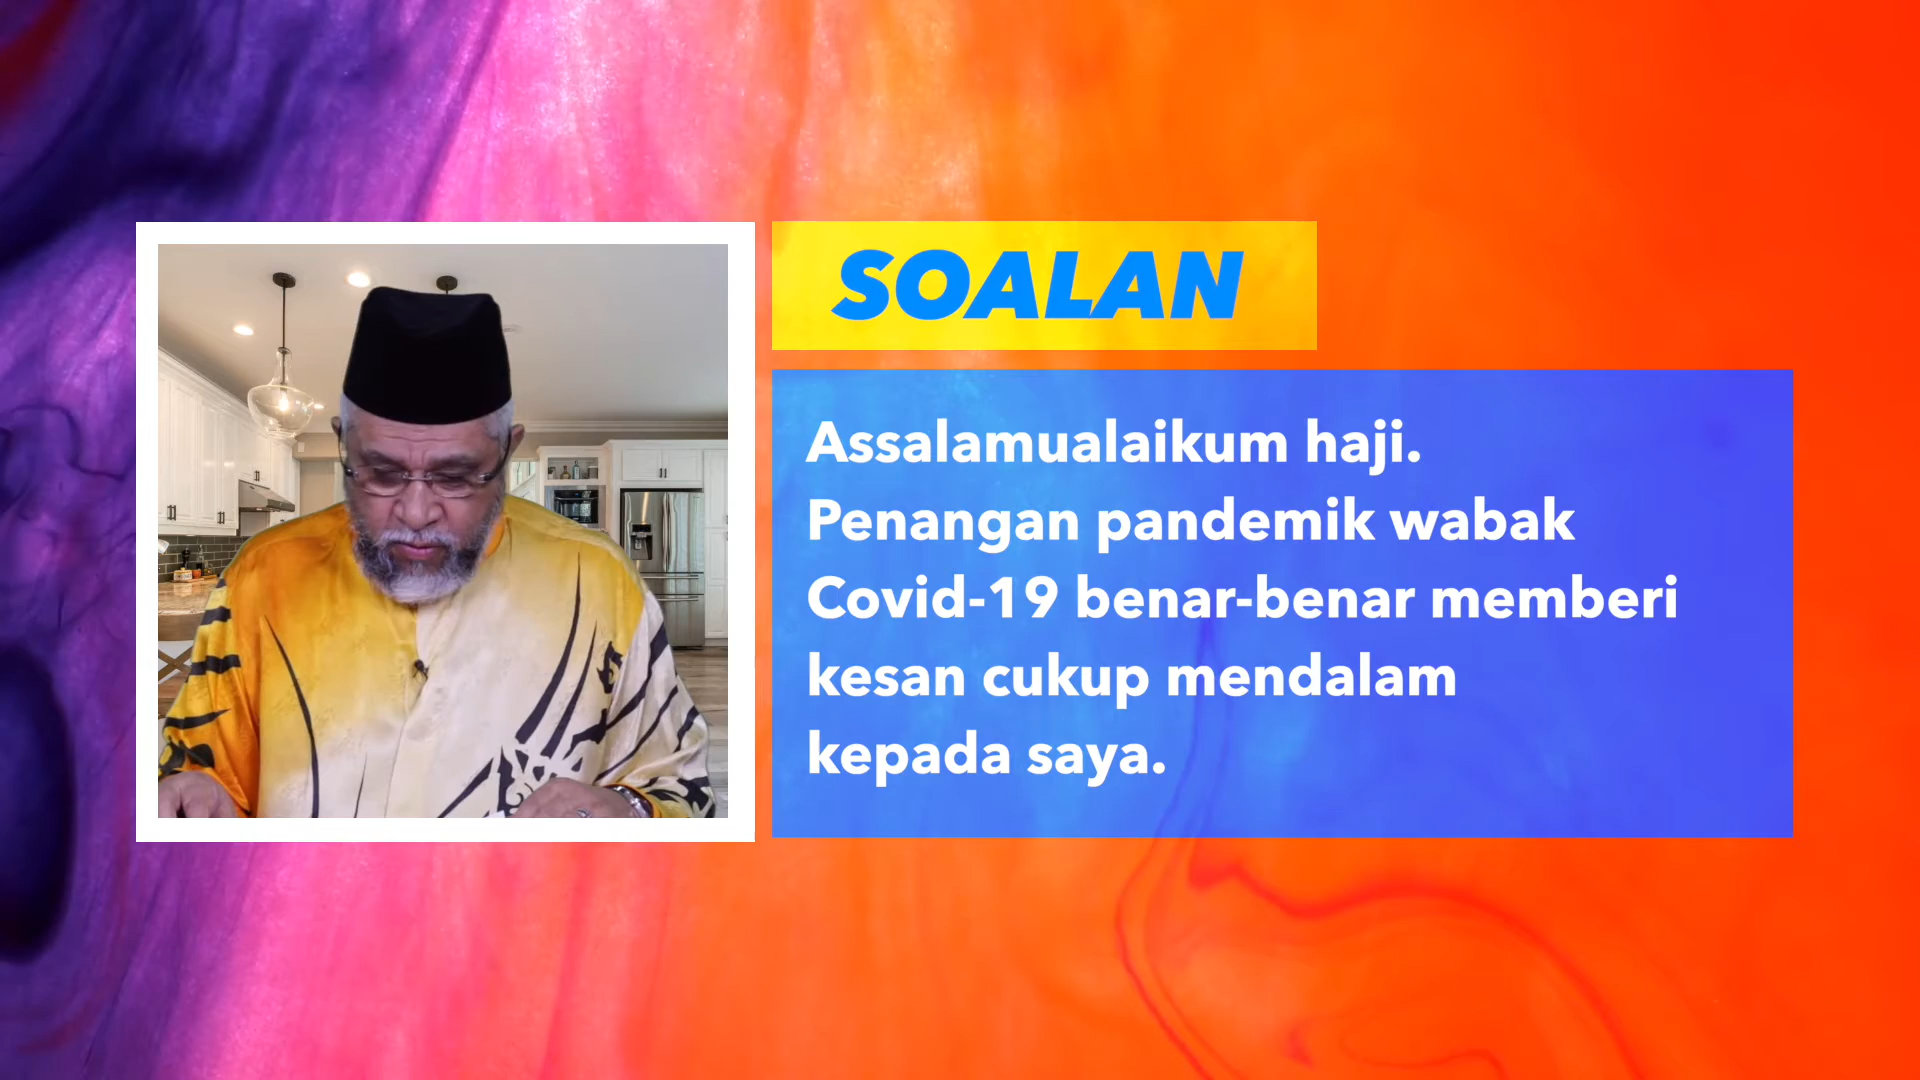 SOALAN
Assalamualaikum haji.
Penangan pandemik wabak
Covid-19 benar-benar memberi
kesan cukup mendalam
kepada saya.